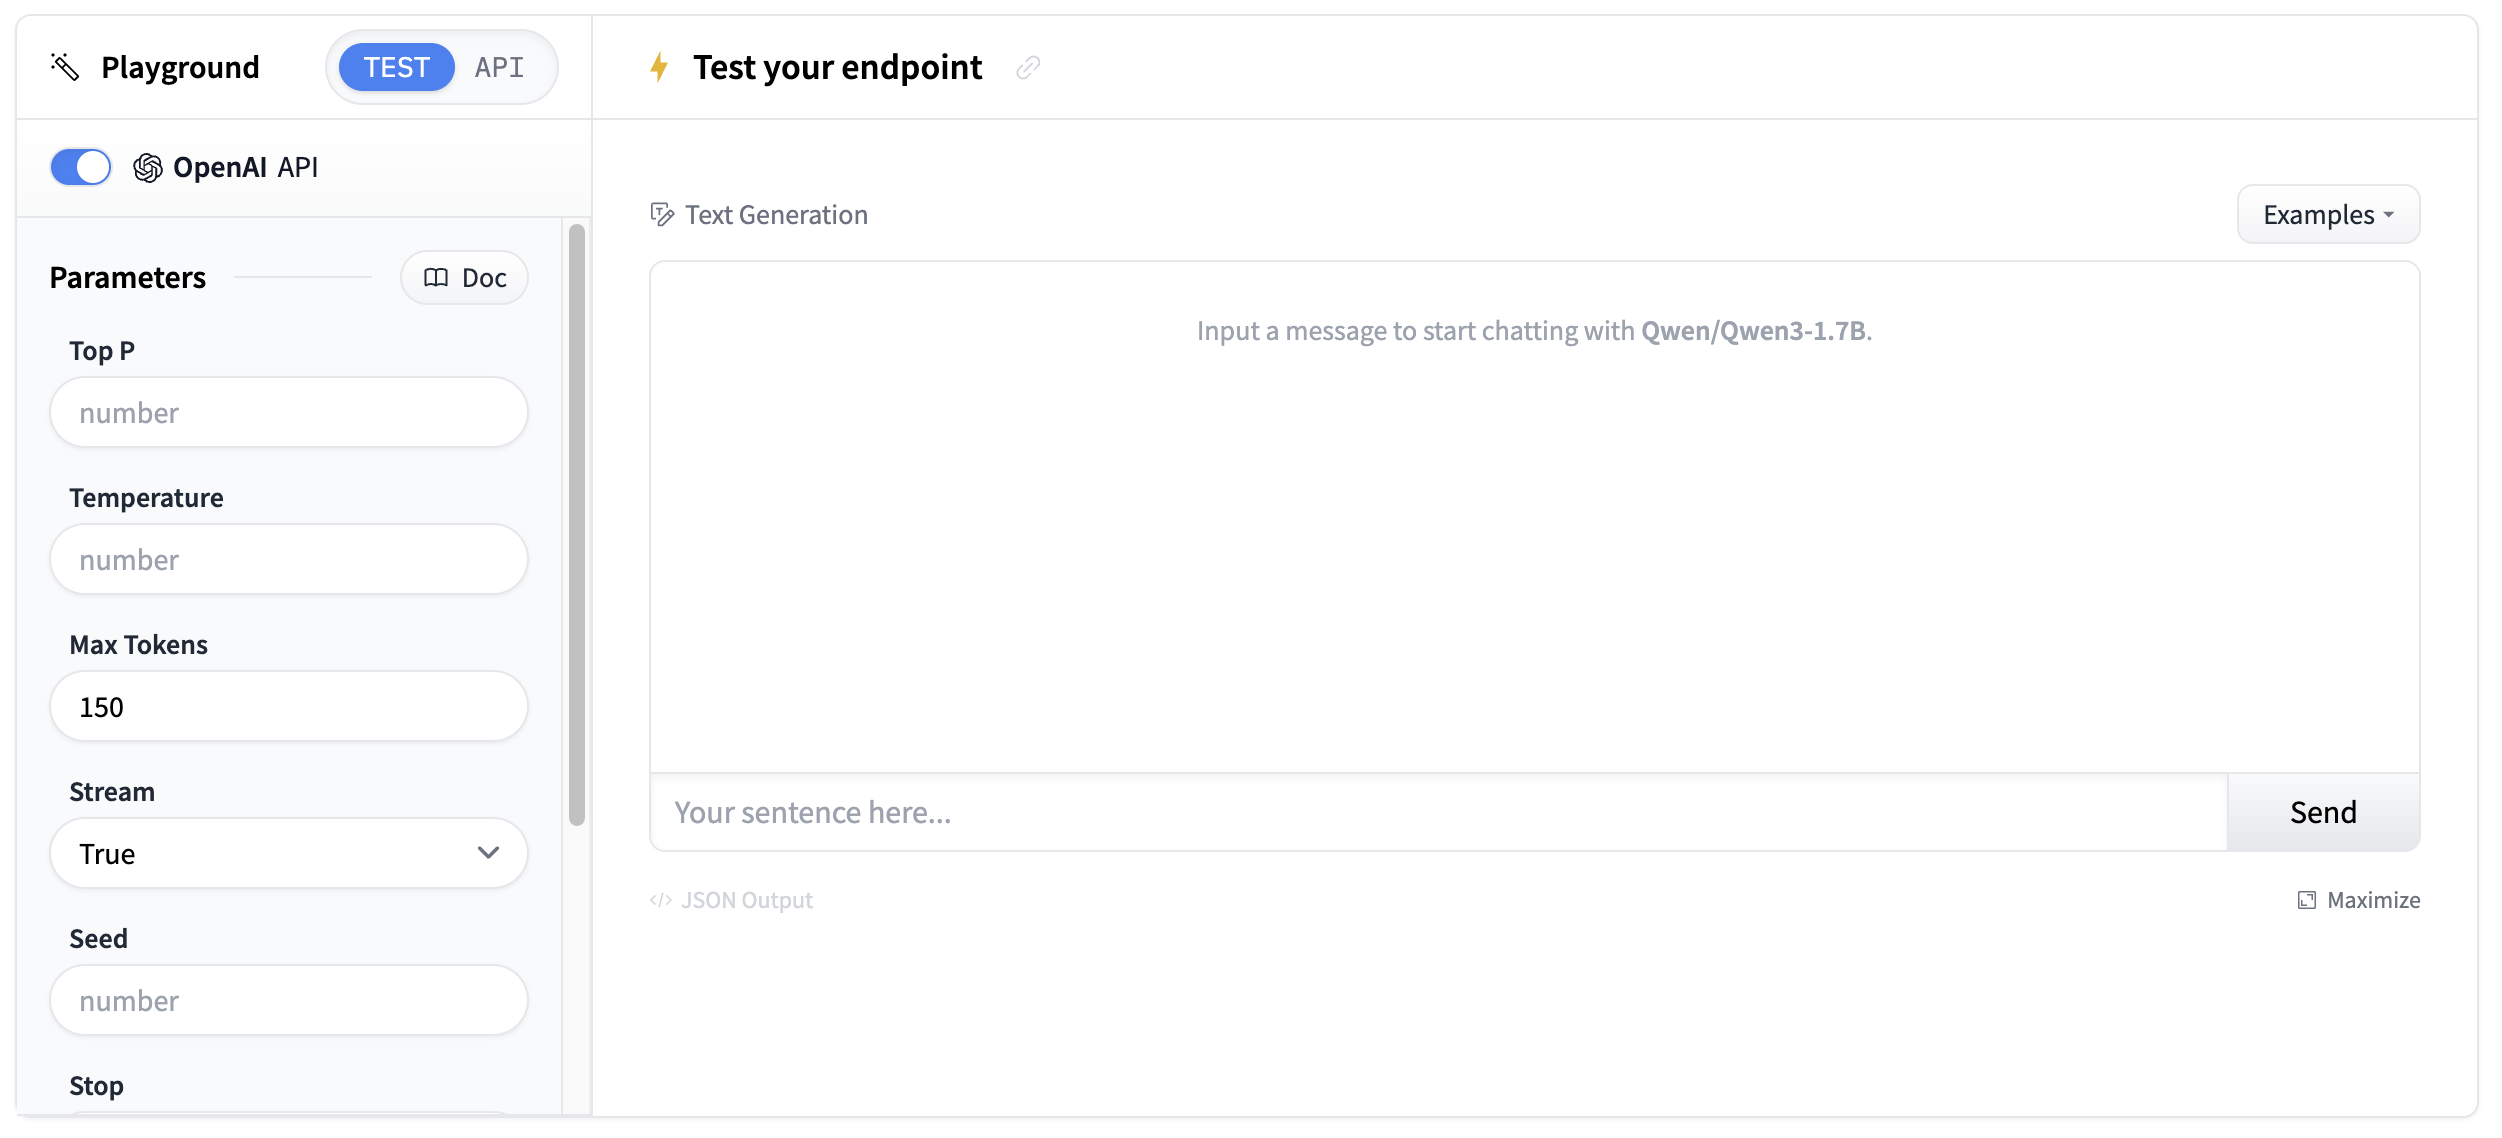 Playground
TEST
API
OpenAI API
Parameters
Doc
Top P
number
Temperature
number
Max Tokens
150
Stream
True
Seed
number
Stop
Test your endpoint
Text Generation
Examples
Input a message to start chatting with Qwen/Qwen3-1.7B.
Your sentence here...
Send
</> JSON Output
Maximize